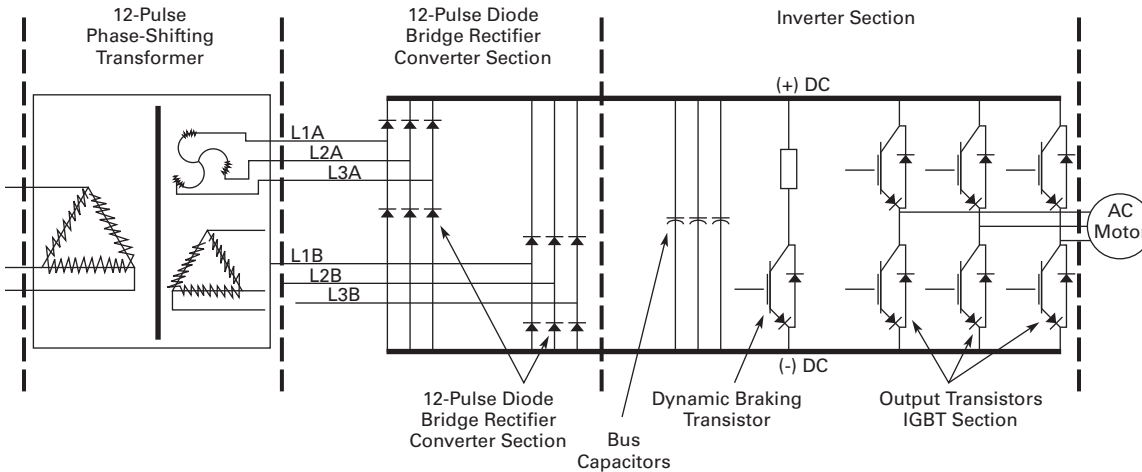 12-Pulse
Phase-Shifting
Transformer
12-Pulse Diode
Bridge Rectifier
Converter Section
Inverter Section
(+) DC
L1A
L2A
L3A
L1B
L2B
L3B
AC
Motor
(-) DC
12-Pulse Diode
Bridge Rectifier
Converter Section
Bus
Capacitors
Dynamic Braking
Transistor
Output Transistors
IGBT Section